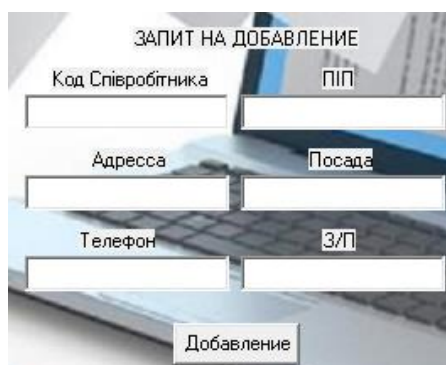 ЗАПИТ НА ДОБАВЛЕНИЕ
Код Співробітника ПІП
Адресса Посада
Телефон З/П
Добавление